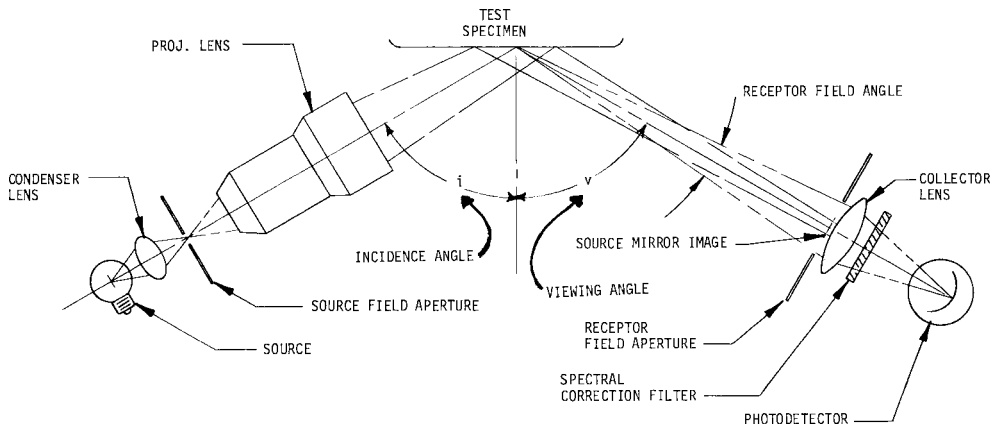 TEST
SPECIMEN
PROJ. LENS
RECEPTOR FIELD ANGLE
CONDENSER
LENS
i
v
COLLECTOR
LENS
INCIDENCE ANGLE
SOURCE MIRROR IMAGE
SOURCE FIELD APERTURE
VIEWING ANGLE
SOURCE
RECEPTOR
FIELD APERTURE
SPECTRAL
CORRECTION FILTER
PHOTODETECTOR